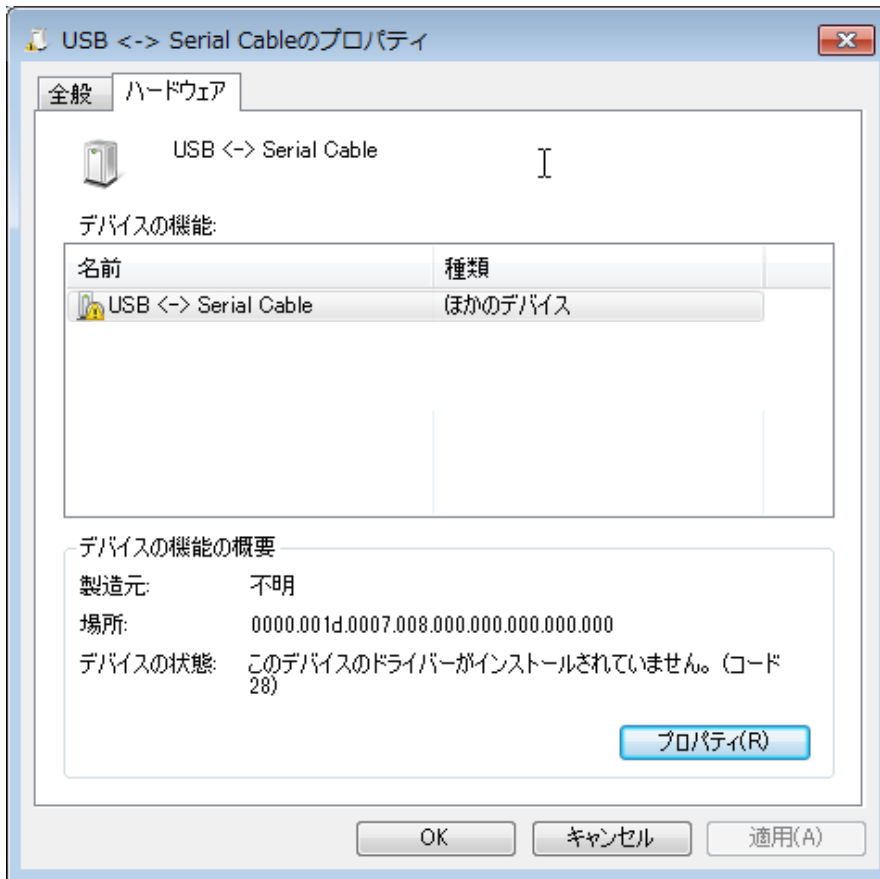 USB <-> Serial Cableのプロパティ
全般 ハードウェア
USB <-> Serial Cable
デバイスの機能:
名前 種類
USB <-> Serial Cable ほかのデバイス
デバイスの機能の概要
製造元: 不明
場所: 0000.001d.0007.008.000.000.000.000.000
デバイスの状態: このデバイスのドライバーがインストールされていません。(コード
28)
プロパティ(R)
OK キャンセル 適用(A)